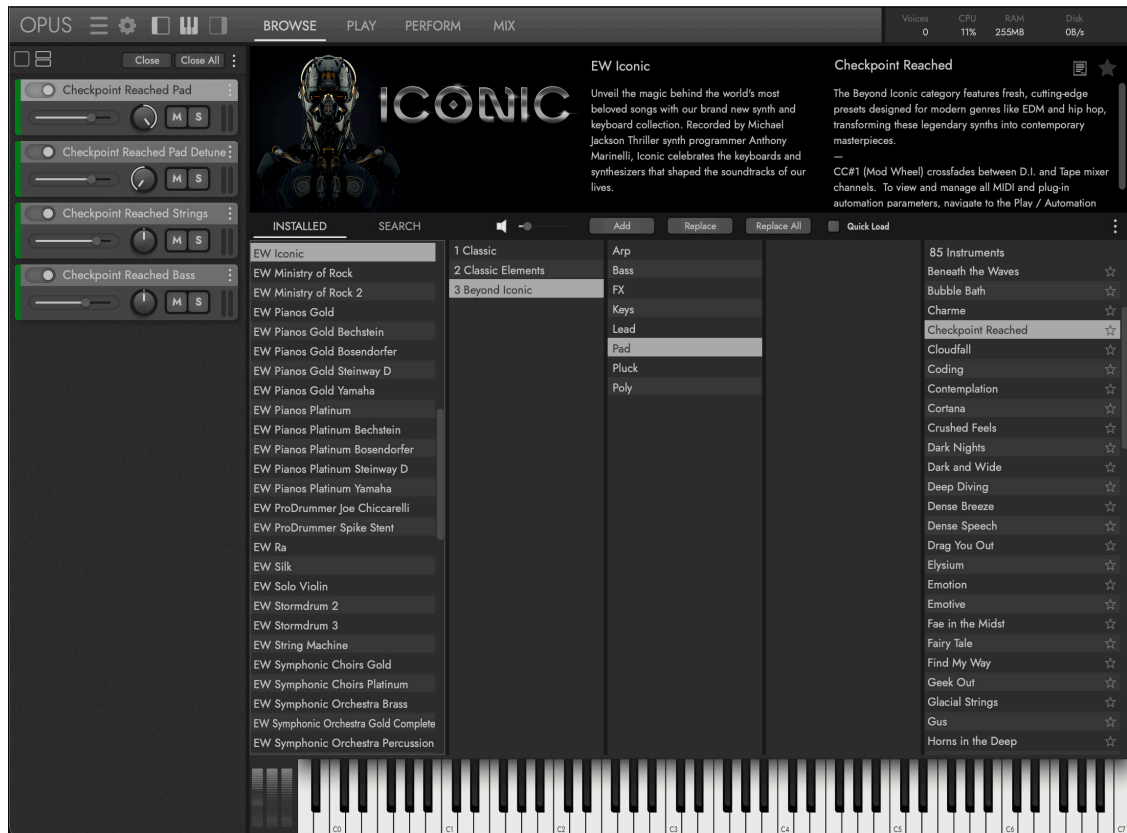 OPUS
BROWSE
PLAY
PERFORM
MIX
Voices
0
CPU
11%
RAM
255MB
Disk
0B/s
Close
Close All
Checkpoint Reached Pad
M S
Checkpoint Reached Pad Detune
M S
Checkpoint Reached Strings
M S
Checkpoint Reached Bass
M S
ICONIC
EW Iconic
Unveil the magic behind the world's most
beloved songs with our brand new synth and
keyboard collection. Recorded by Michael
Jackson Thriller synth programmer Anthony
Marinelli, Iconic celebrates the keyboards and
synthesizers that shaped the soundtracks of our
lives.
Checkpoint Reached
The Beyond Iconic category features fresh, cutting-edge
presets designed for modern genres like EDM and hip hop,
transforming these legendary synths into contemporary
masterpieces.
—
CC#1 (Mod Wheel) crossfades between D.I. and Tape mixer
channels. To view and manage all MIDI and plug-in
automation parameters, navigate to the Play / Automation
INSTALLED
SEARCH
Add
Replace
Replace All
Quick Load
EW Iconic
EW Ministry of Rock
EW Ministry of Rock 2
EW Pianos Gold
EW Pianos Gold Bechstein
EW Pianos Gold Bosendorfer
EW Pianos Gold Steinway D
EW Pianos Gold Yamaha
EW Pianos Platinum
EW Pianos Platinum Bechstein
EW Pianos Platinum Bosendorfer
EW Pianos Platinum Steinway D
EW Pianos Platinum Yamaha
EW ProDrummer Joe Chiccarelli
EW ProDrummer Spike Stent
EW Ra
EW Silk
EW Solo Violin
EW Stormdrum 2
EW Stormdrum 3
EW String Machine
EW Symphonic Choirs Gold
EW Symphonic Choirs Platinum
EW Symphonic Orchestra Brass
EW Symphonic Orchestra Gold Complete
EW Symphonic Orchestra Percussion
1 Classic
2 Classic Elements
3 Beyond Iconic
Arp
Bass
FX
Keys
Lead
Pad
Pluck
Poly
85 Instruments
Beneath the Waves
Bubble Bath
Charme
Checkpoint Reached
Cloudfall
Coding
Contemplation
Cortana
Crushed Feels
Dark Nights
Dark and Wide
Deep Diving
Dense Breeze
Dense Speech
Drag You Out
Elysium
Emotion
Emotive
Fae in the Midst
Fairy Tale
Find My Way
Geek Out
Glacial Strings
Gus
Horns in the Deep
C0
C1
C2
C3
C4
C5
C6
C7